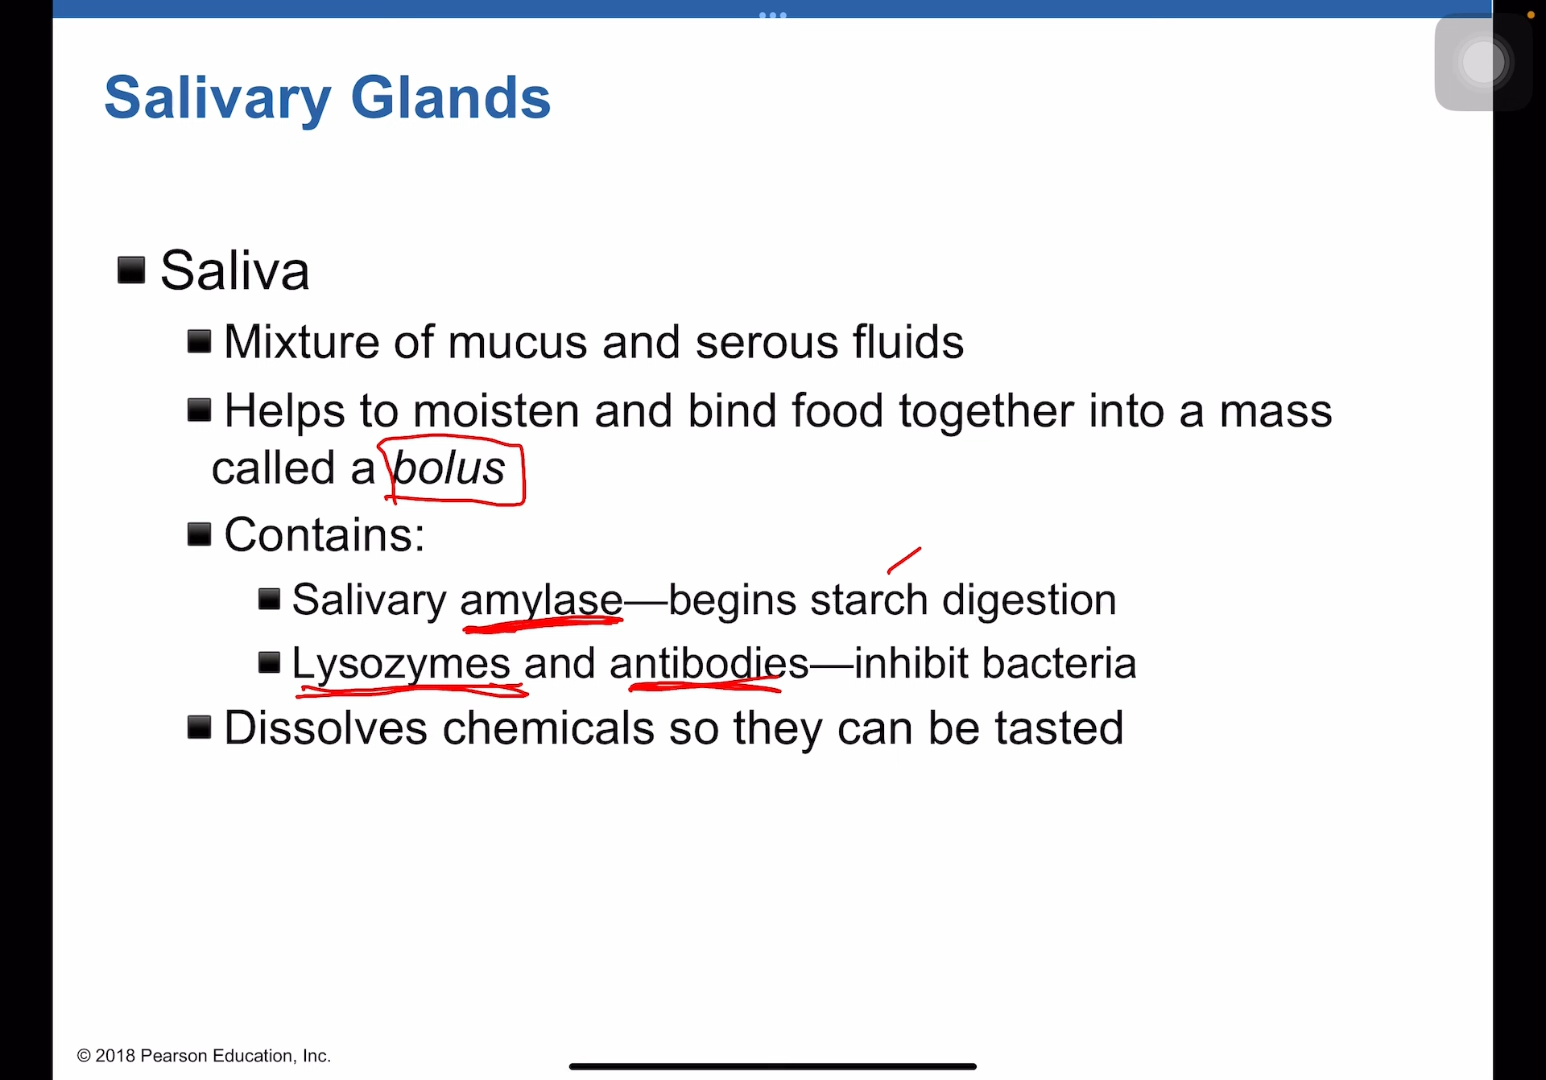 Salivary Glands
Saliva
Mixture of mucus and serous fluids
Helps to moisten and bind food together into a mass
called a bolus
Contains:
Salivary amylase—begins starch digestion
Lysozymes and antibodies—inhibit bacteria
Dissolves chemicals so they can be tasted
© 2018 Pearson Education, Inc.